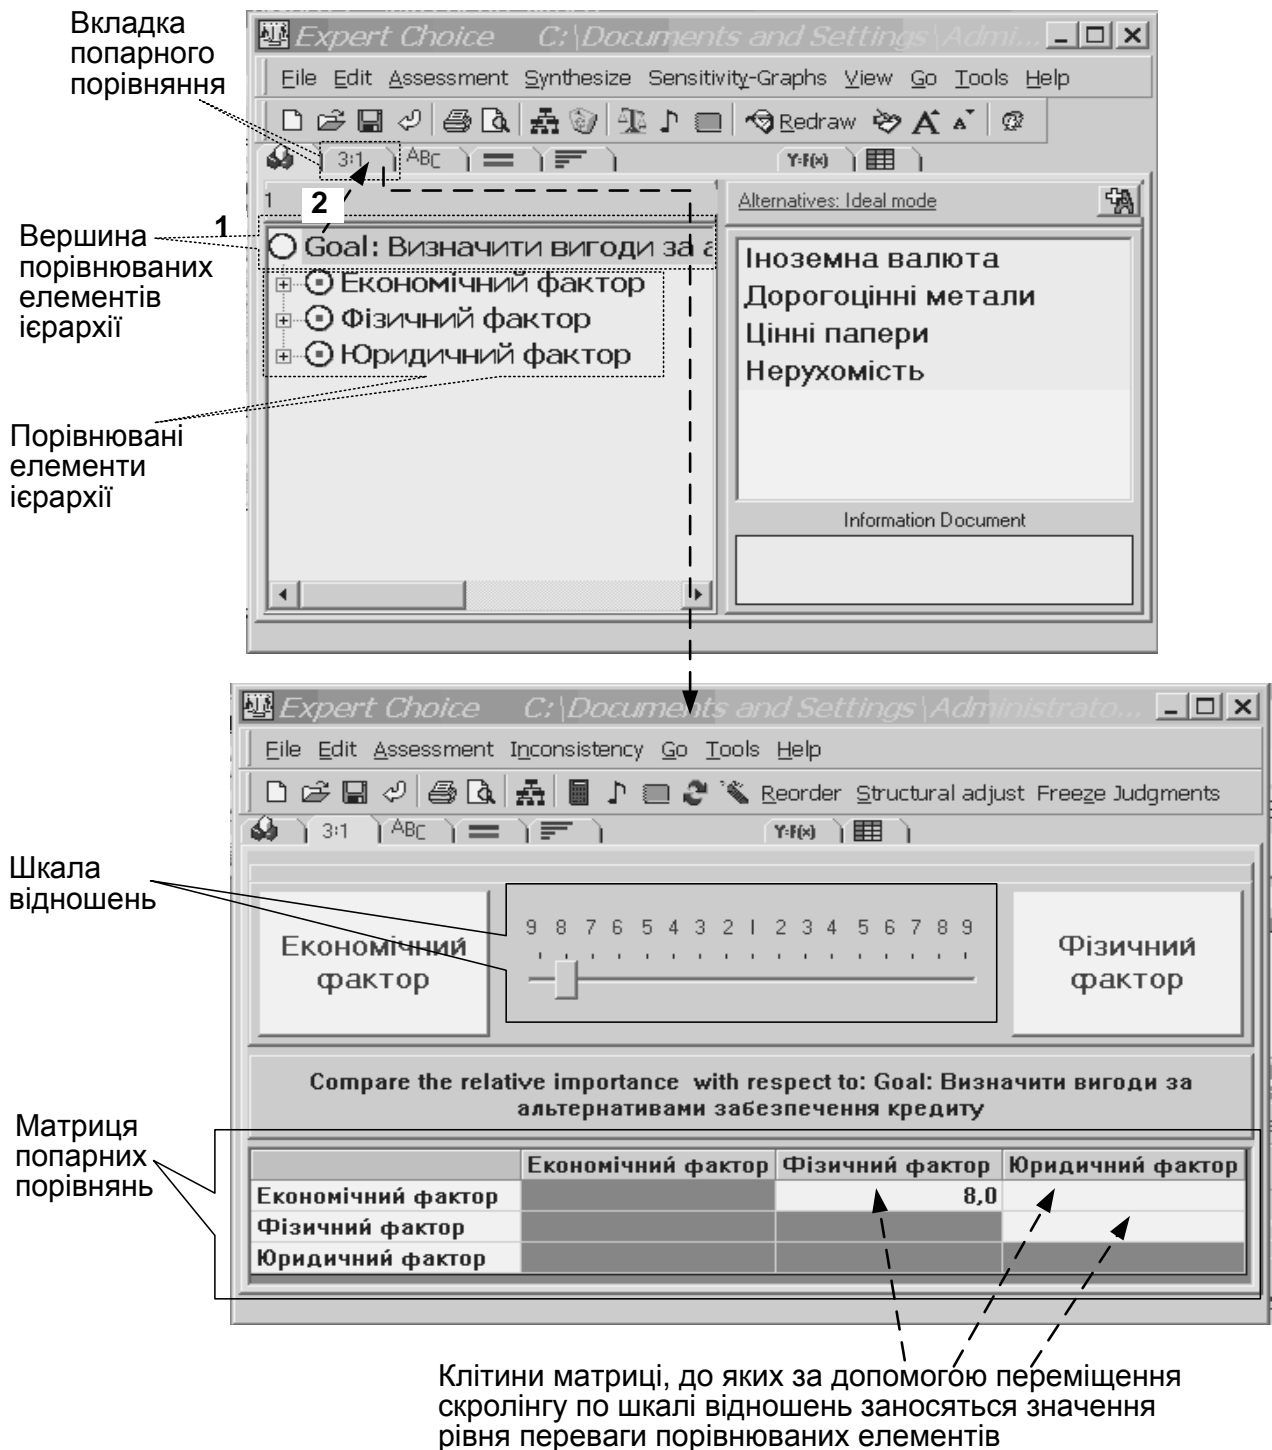 Вкладка
попарного
порівняння
Expert Choice C:\Documents and Settings\Admi...
File Edit Assessment Synthesize Sensitivity-Graphs View Go Tools Help
Redraw A A
3:1 ABC Y=F(x)
1
2
Alternatives: Ideal mode
1
Вершина
порівнюваних
елементів
ієрархії
Goal: Визначити вигоди за а
Економічний фактор
Фізичний фактор
Юридичний фактор
Іноземна валюта
Дорогоцінні метали
Цінні папери
Нерухомість
Порівнювані
елементи
ієрархії
Information Document
Expert Choice C:\Documents and Settings\Administrato...
File Edit Assessment Inconsistency Go Tools Help
Reorder Structural adjust Freeze Judgments
3:1 ABC Y=F(x)
Шкала
відношень
Економічний
фактор
9 8 7 6 5 4 3 2 1 2 3 4 5 6 7 8 9
Фізичний
фактор
Compare the relative importance with respect to: Goal: Визначити вигоди за
альтернативами забезпечення кредиту
Матриця
попарних
порівнянь
Економічний фактор Фізичний фактор Юридичний фактор
Економічний фактор 8,0
Фізичний фактор
Юридичний фактор
Клітини матриці, до яких за допомогою переміщення
скролінгу по шкалі відношень заносяться значення
рівня переваги порівнюваних елементів